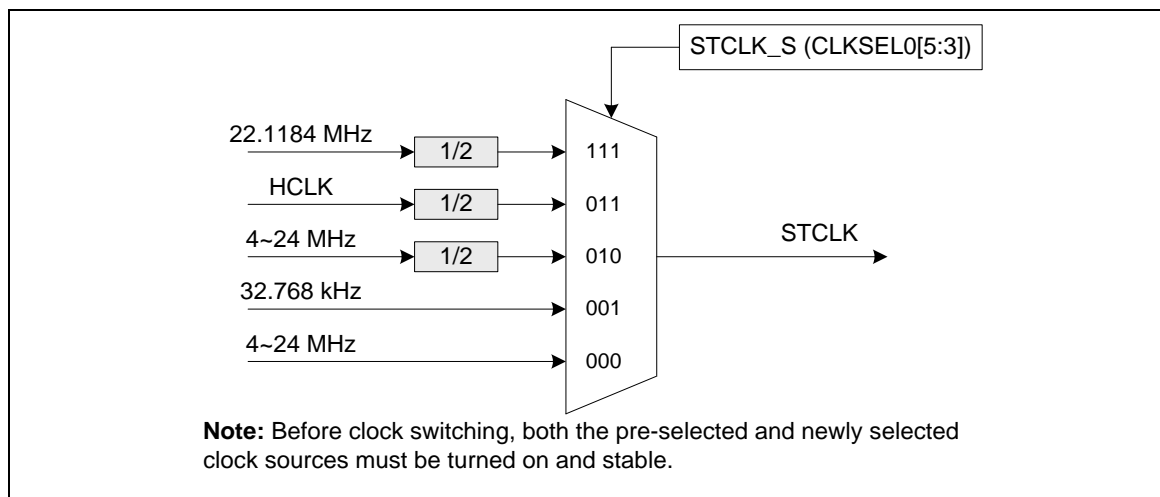 STCLK_S (CLKSEL0[5:3])
22.1184 MHz
1/2
111
HCLK
1/2
011
4~24 MHz
1/2
010
STCLK
32.768 kHz
001
4~24 MHz
000
Note: Before clock switching, both the pre-selected and newly selected
clock sources must be turned on and stable.